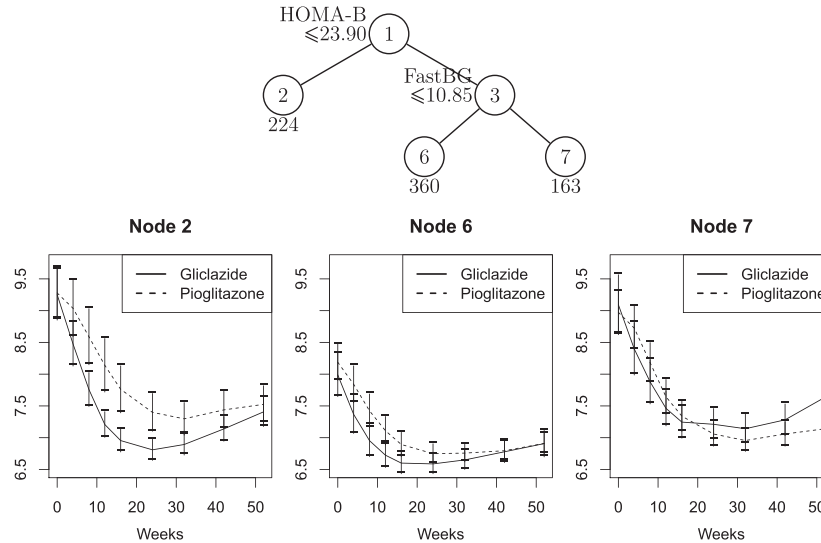 HOMA-B
⩽23.90
1
FastBG
⩽10.85
2
3
224
6
7
360
163
Node 2
Node 6
Node 7
Gliclazide
Pioglitazone
Gliclazide
Pioglitazone
Gliclazide
Pioglitazone
9.5
8.5
7.5
6.5
9.5
8.5
7.5
6.5
9.5
8.5
7.5
6.5
0 10 20 30 40 50
0 10 20 30 40 50
0 10 20 30 40 50
Weeks
Weeks
Weeks